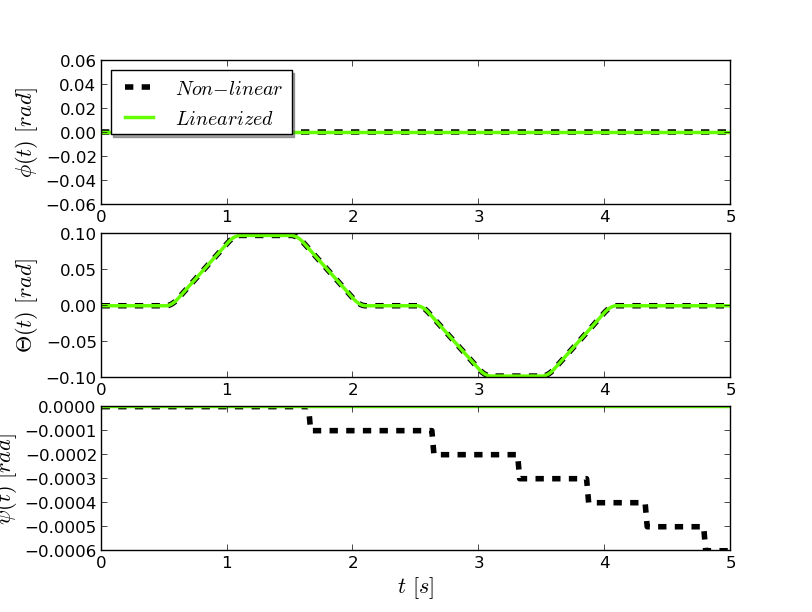 0.06
0.04
0.02
0.00
−0.02
−0.04
−0.06
ϕ(t) [rad]
Non−linear
Linearized
0 1 2 3 4 5
0.10
0.05
0.00
−0.05
−0.10
Θ(t) [rad]
0 1 2 3 4 5
0.0000
−0.0001
−0.0002
−0.0003
−0.0004
−0.0005
−0.0006
ψ(t) [rad]
0 1 2 3 4 5
t [s]